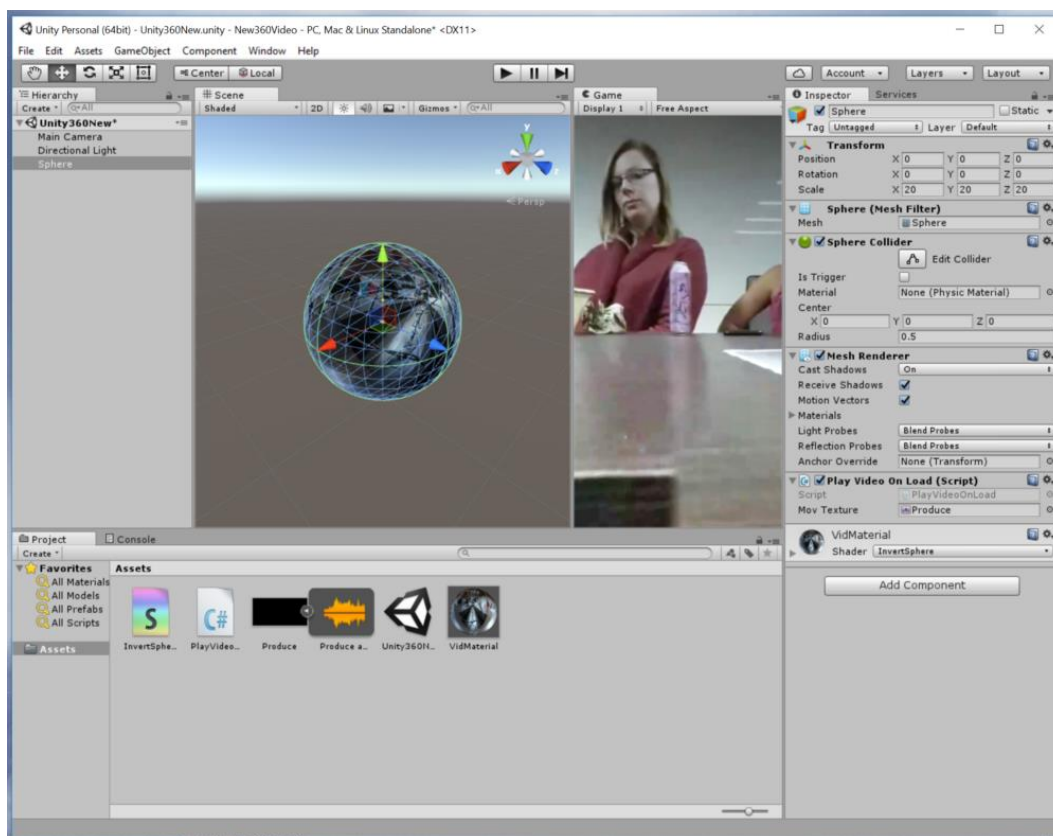 Unity Personal (64bit) - Unity360New.unity - New360Video - PC, Mac & Linux Standalone* <DX11>
File Edit Assets GameObject Component Window Help
Center Local
Account Layers Layout
Hierarchy
Create All
Unity360New*
Main Camera
Directional Light
Sphere
Scene
Shaded 2D Gizmos All
y
x
z
Persp
Game
Display 1 Free Aspect
Inspector Services
Sphere Static
Tag Untagged Layer Default
Transform
Position X 0 Y 0 Z 0
Rotation X 0 Y 0 Z 0
Scale X 20 Y 20 Z 20
Sphere (Mesh Filter)
Mesh Sphere
Sphere Collider
Edit Collider
Is Trigger
Material None (Physic Material)
Center
X 0 Y 0 Z 0
Radius 0.5
Mesh Renderer
Cast Shadows On
Receive Shadows
Motion Vectors
Materials
Light Probes Blend Probes
Reflection Probes Blend Probes
Anchor Override None (Transform)
Play Video On Load (Script)
Script PlayVideoOnLoad
Mov Texture Produce
VidMaterial
Shader InvertSphere
Add Component
Project Console
Create
Favorites
All Materials
All Models
All Prefabs
All Scripts
Assets
Assets
S C#
InvertSphe... PlayVideo... Produce Produce a... Unity360N... VidMaterial